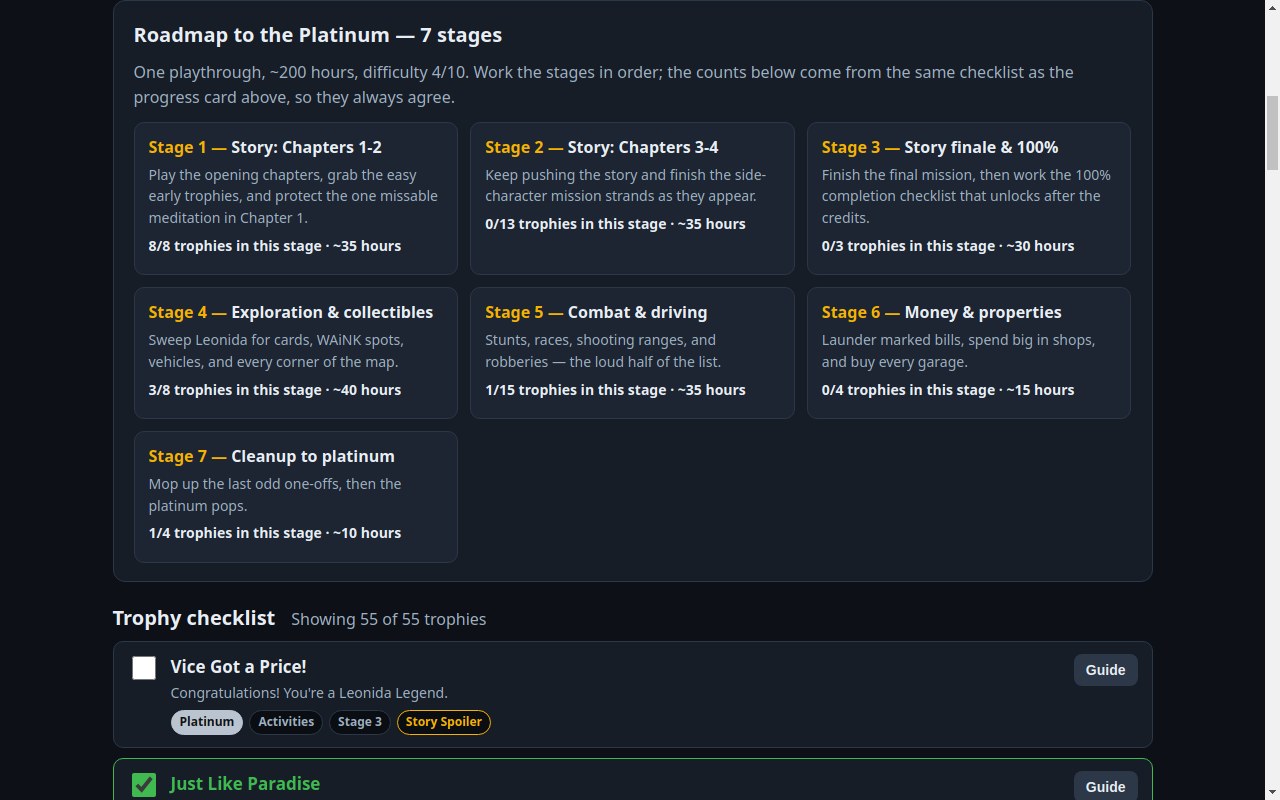 Roadmap to the Platinum — 7 stages
One playthrough, ~200 hours, difficulty 4/10. Work the stages in order; the counts below come from the same checklist as the
progress card above, so they always agree.
Stage 1 — Story: Chapters 1-2
Play the opening chapters, grab the easy
early trophies, and protect the one missable
meditation in Chapter 1.
8/8 trophies in this stage · ~35 hours
Stage 2 — Story: Chapters 3-4
Keep pushing the story and finish the side-
character mission strands as they appear.
0/13 trophies in this stage · ~35 hours
Stage 3 — Story finale & 100%
Finish the final mission, then work the 100%
completion checklist that unlocks after the
credits.
0/3 trophies in this stage · ~30 hours
Stage 4 — Exploration & collectibles
Sweep Leonida for cards, WAiNK spots,
vehicles, and every corner of the map.
3/8 trophies in this stage · ~40 hours
Stage 5 — Combat & driving
Stunts, races, shooting ranges, and
robberies — the loud half of the list.
1/15 trophies in this stage · ~35 hours
Stage 6 — Money & properties
Launder marked bills, spend big in shops,
and buy every garage.
0/4 trophies in this stage · ~15 hours
Stage 7 — Cleanup to platinum
Mop up the last odd one-offs, then the
platinum pops.
1/4 trophies in this stage · ~10 hours
Trophy checklist Showing 55 of 55 trophies
Vice Got a Price!
Guide
Congratulations! You're a Leonida Legend.
Platinum Activities Stage 3 Story Spoiler
Just Like Paradise
Guide